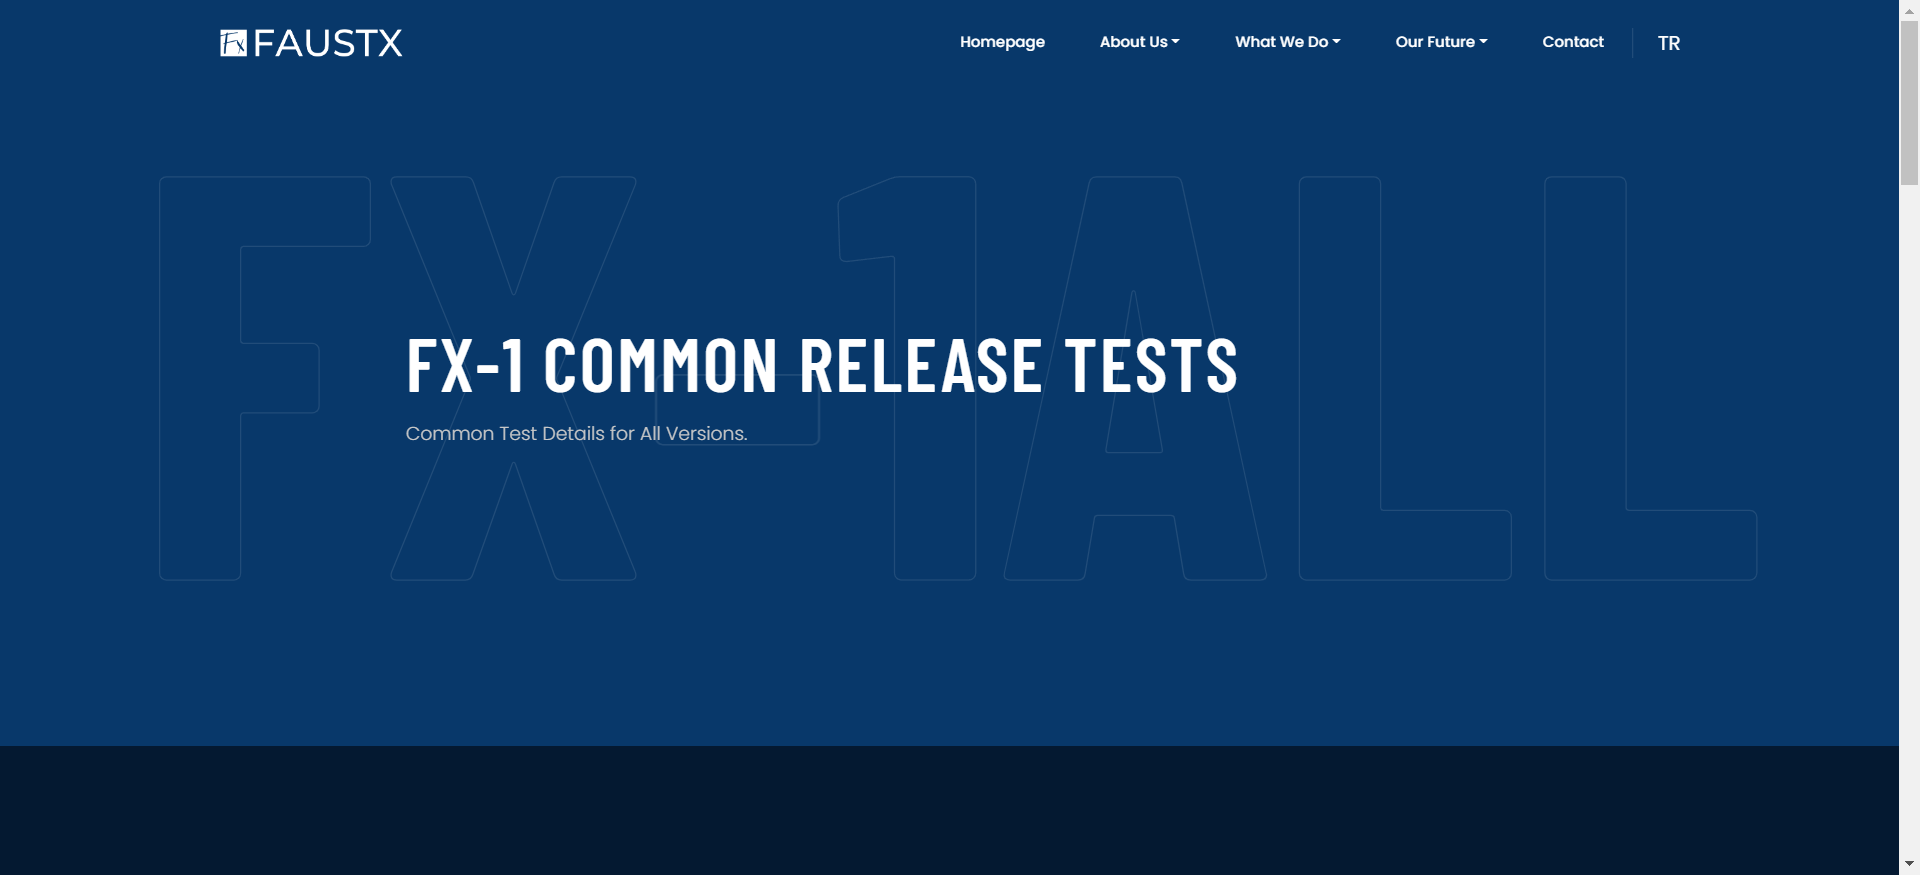 FX FAUSTX
Homepage
About Us
What We Do
Our Future
Contact
TR
FX-1ALL
FX-1 COMMON RELEASE TESTS
Common Test Details for All Versions.